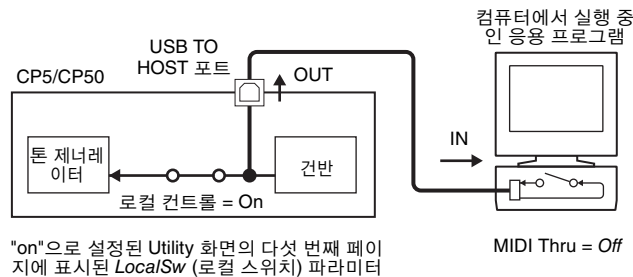 컴퓨터에서 실행 중
인 응용 프로그램
USB TO
HOST 포트
OUT
CP5/CP50
IN
톤 제너레
이터
건반
로컬 컨트롤 = On
"on"으로 설정된 Utility 화면의 다섯 번째 페이
지에 표시된 LocalSw (로컬 스위치) 파라미터
MIDI Thru = Off